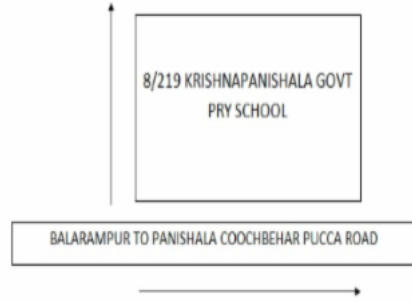 8/219 KRISHNAPANISHALA GOVT
PRY SCHOOL
BALARAMPUR TO PANISHALA COOCHBEHAR PUCCA ROAD